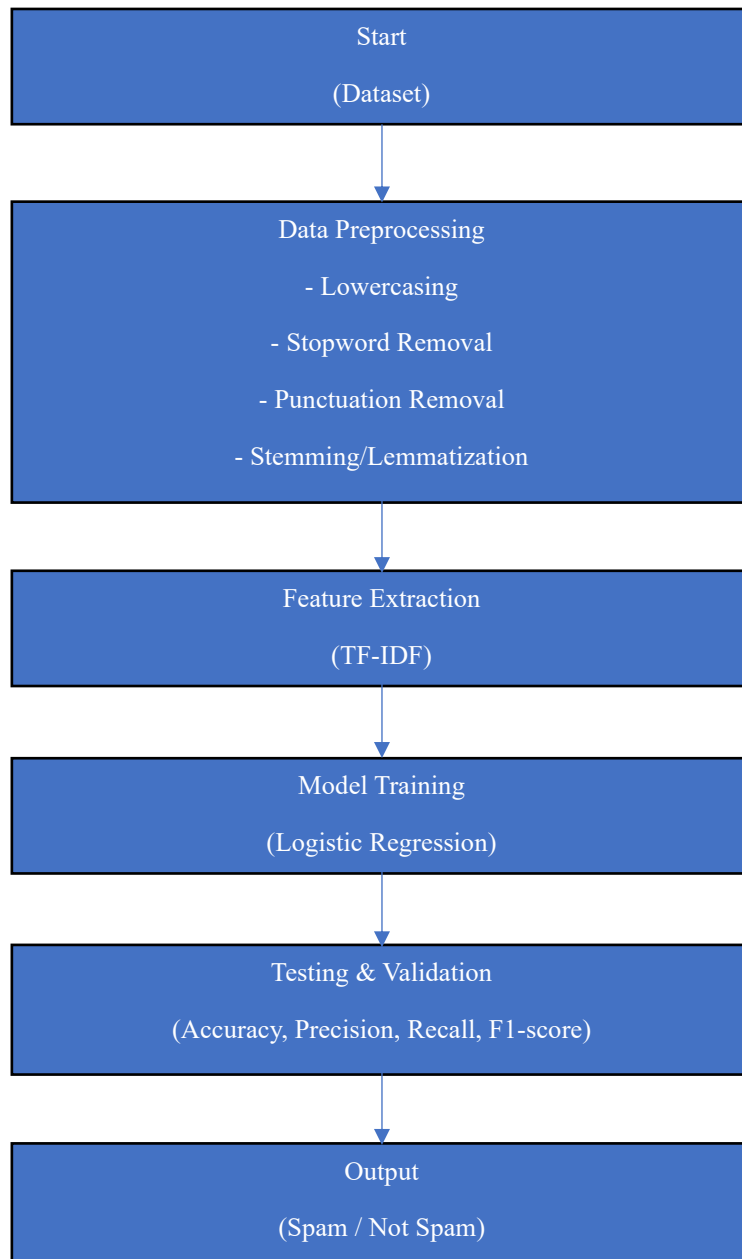 Start
(Dataset)
Data Preprocessing
- Lowercasing
- Stopword Removal
- Punctuation Removal
- Stemming/Lemmatization
Feature Extraction
(TF-IDF)
Model Training
(Logistic Regression)
Testing & Validation
(Accuracy, Precision, Recall, F1-score)
Output
(Spam / Not Spam)